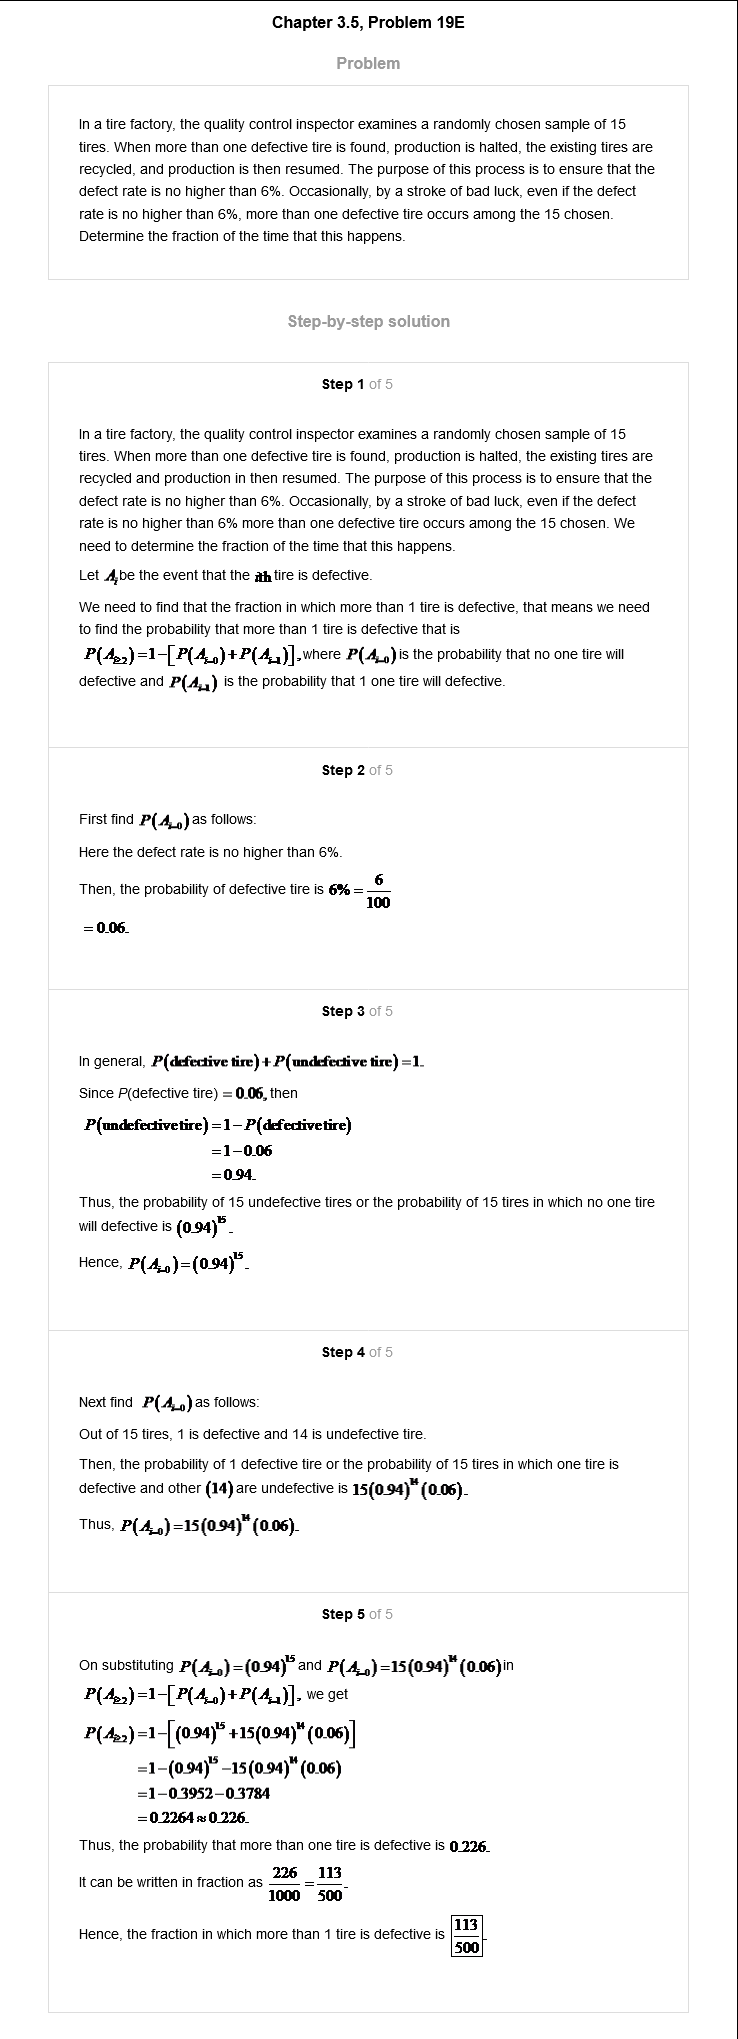 Chapter 3.5, Problem 19E
Problem
In a tire factory, the quality control inspector examines a randomly chosen sample of 15
tires. When more than one defective tire is found, production is halted, the existing tires are
recycled, and production is then resumed. The purpose of this process is to ensure that the
defect rate is no higher than 6%. Occasionally, by a stroke of bad luck, even if the defect
rate is no higher than 6%, more than one defective tire occurs among the 15 chosen.
Determine the fraction of the time that this happens.
Step-by-step solution
Step 1 of 5
In a tire factory, the quality control inspector examines a randomly chosen sample of 15
tires. When more than one defective tire is found, production is halted, the existing tires are
recycled and production in then resumed. The purpose of this process is to ensure that the
defect rate is no higher than 6%. Occasionally, by a stroke of bad luck, even if the defect
rate is no higher than 6% more than one defective tire occurs among the 15 chosen. We
need to determine the fraction of the time that this happens.
Let A_i be the event that the ith tire is defective.
We need to find that the fraction in which more than 1 tire is defective, that means we need
to find the probability that more than 1 tire is defective that is
P(A_{i≥2})=1−[P(A_{i=0})+P(A_{i=1})], where P(A_{i=0}) is the probability that no one tire will
defective and P(A_{i=1}) is the probability that 1 one tire will defective.
Step 2 of 5
First find P(A_{i=0}) as follows:
Here the defect rate is no higher than 6%.
Then, the probability of defective tire is 6% = 6/100
= 0.06.
Step 3 of 5
In general, P(defective tire)+P(undefective tire)=1.
Since P(defective tire) = 0.06, then
P(undefective tire)=1−P(defective tire)
=1−0.06
=0.94.
Thus, the probability of 15 undefective tires or the probability of 15 tires in which no one tire
will defective is (0.94)^15.
Hence, P(A_{i=0})=(0.94)^15.
Step 4 of 5
Next find P(A_{i=0}) as follows:
Out of 15 tires, 1 is defective and 14 is undefective tire.
Then, the probability of 1 defective tire or the probability of 15 tires in which one tire is
defective and other (14) are undefective is 15(0.94)^14(0.06).
Thus, P(A_{i=0})=15(0.94)^14(0.06).
Step 5 of 5
On substituting P(A_{i=0})=(0.94)^15 and P(A_{i=0})=15(0.94)^14(0.06) in
P(A_{i≥2})=1−[P(A_{i=0})+P(A_{i=1})], we get
P(A_{i≥2})=1−[(0.94)^15+15(0.94)^14(0.06)]
=1−(0.94)^15−15(0.94)^14(0.06)
=1−0.3952−0.3784
=0.2264≈0.226.
Thus, the probability that more than one tire is defective is 0.226.
It can be written in fraction as 226/1000 = 113/500.
Hence, the fraction in which more than 1 tire is defective is 113/500.